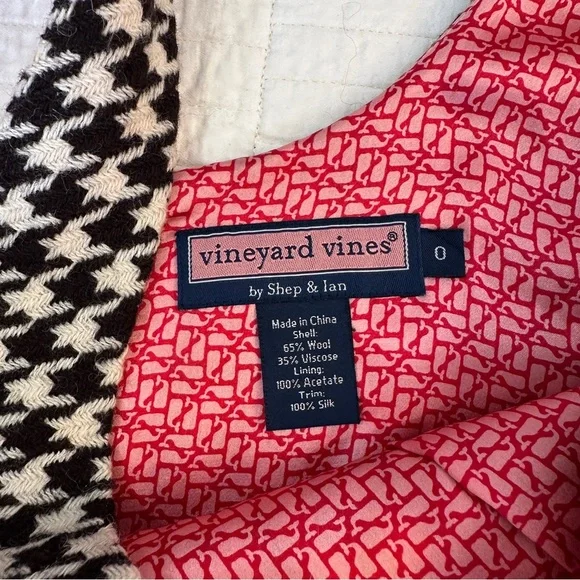 vineyard vines®
0
by Shep & Ian
Made in China
Shell:
65% Wool
35% Viscose
Lining:
100% Acetate
Trim:
100% Silk